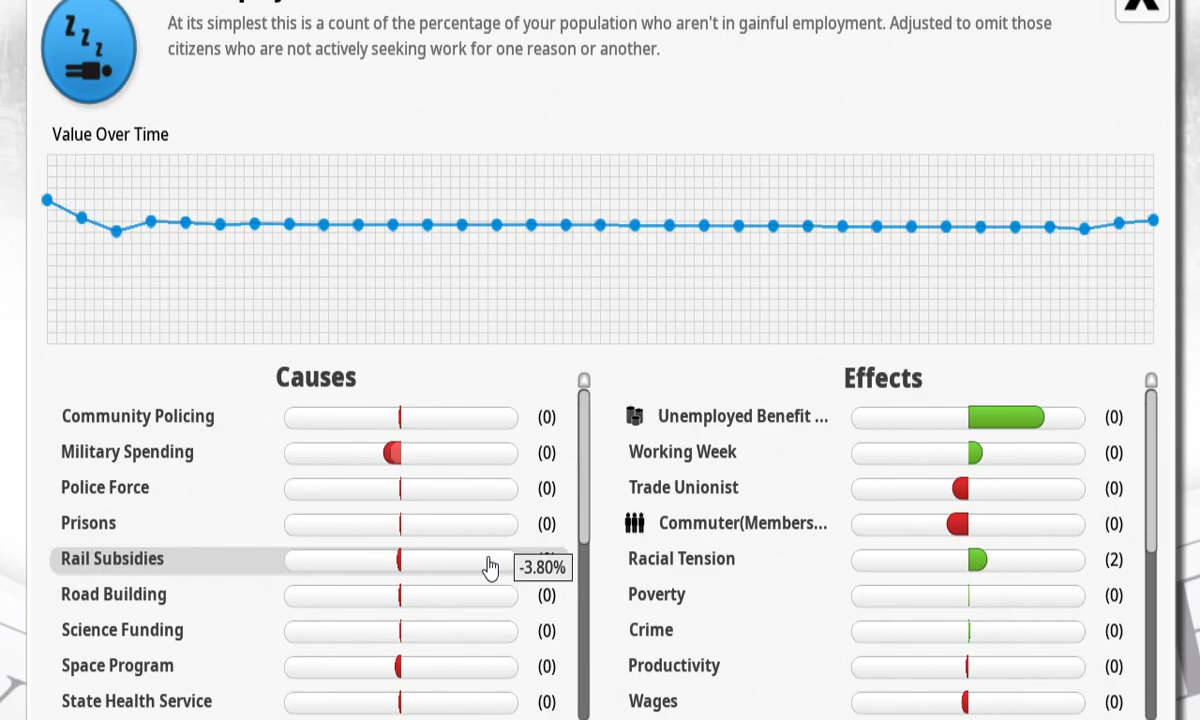 At its simplest this is a count of the percentage of your population who aren't in gainful employment. Adjusted to omit those
citizens who are not actively seeking work for one reason or another.
Value Over Time
Causes
Community Policing (0)
Military Spending (0)
Police Force (0)
Prisons (0)
Rail Subsidies
-3.80%
Road Building (0)
Science Funding (0)
Space Program (0)
State Health Service (0)
Effects
Unemployed Benefit ... (0)
Working Week (0)
Trade Unionist (0)
Commuter(Members... (0)
Racial Tension (2)
Poverty (0)
Crime (0)
Productivity (0)
Wages (0)